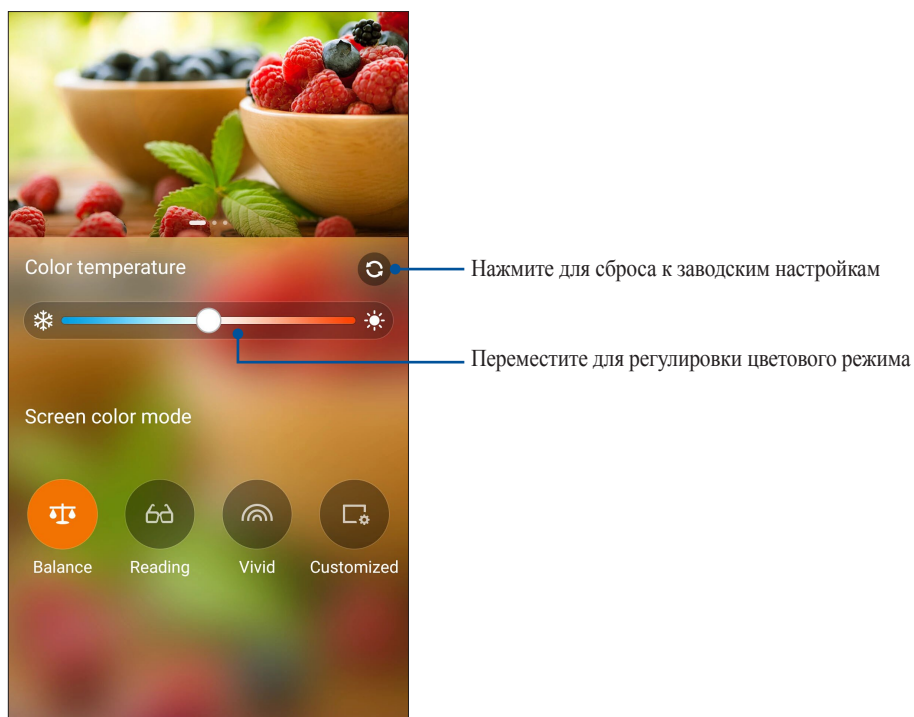 Color temperature
Нажмите для сброса к заводским настройкам
Переместите для регулировки цветового режима
Screen color mode
Balance Reading Vivid Customized